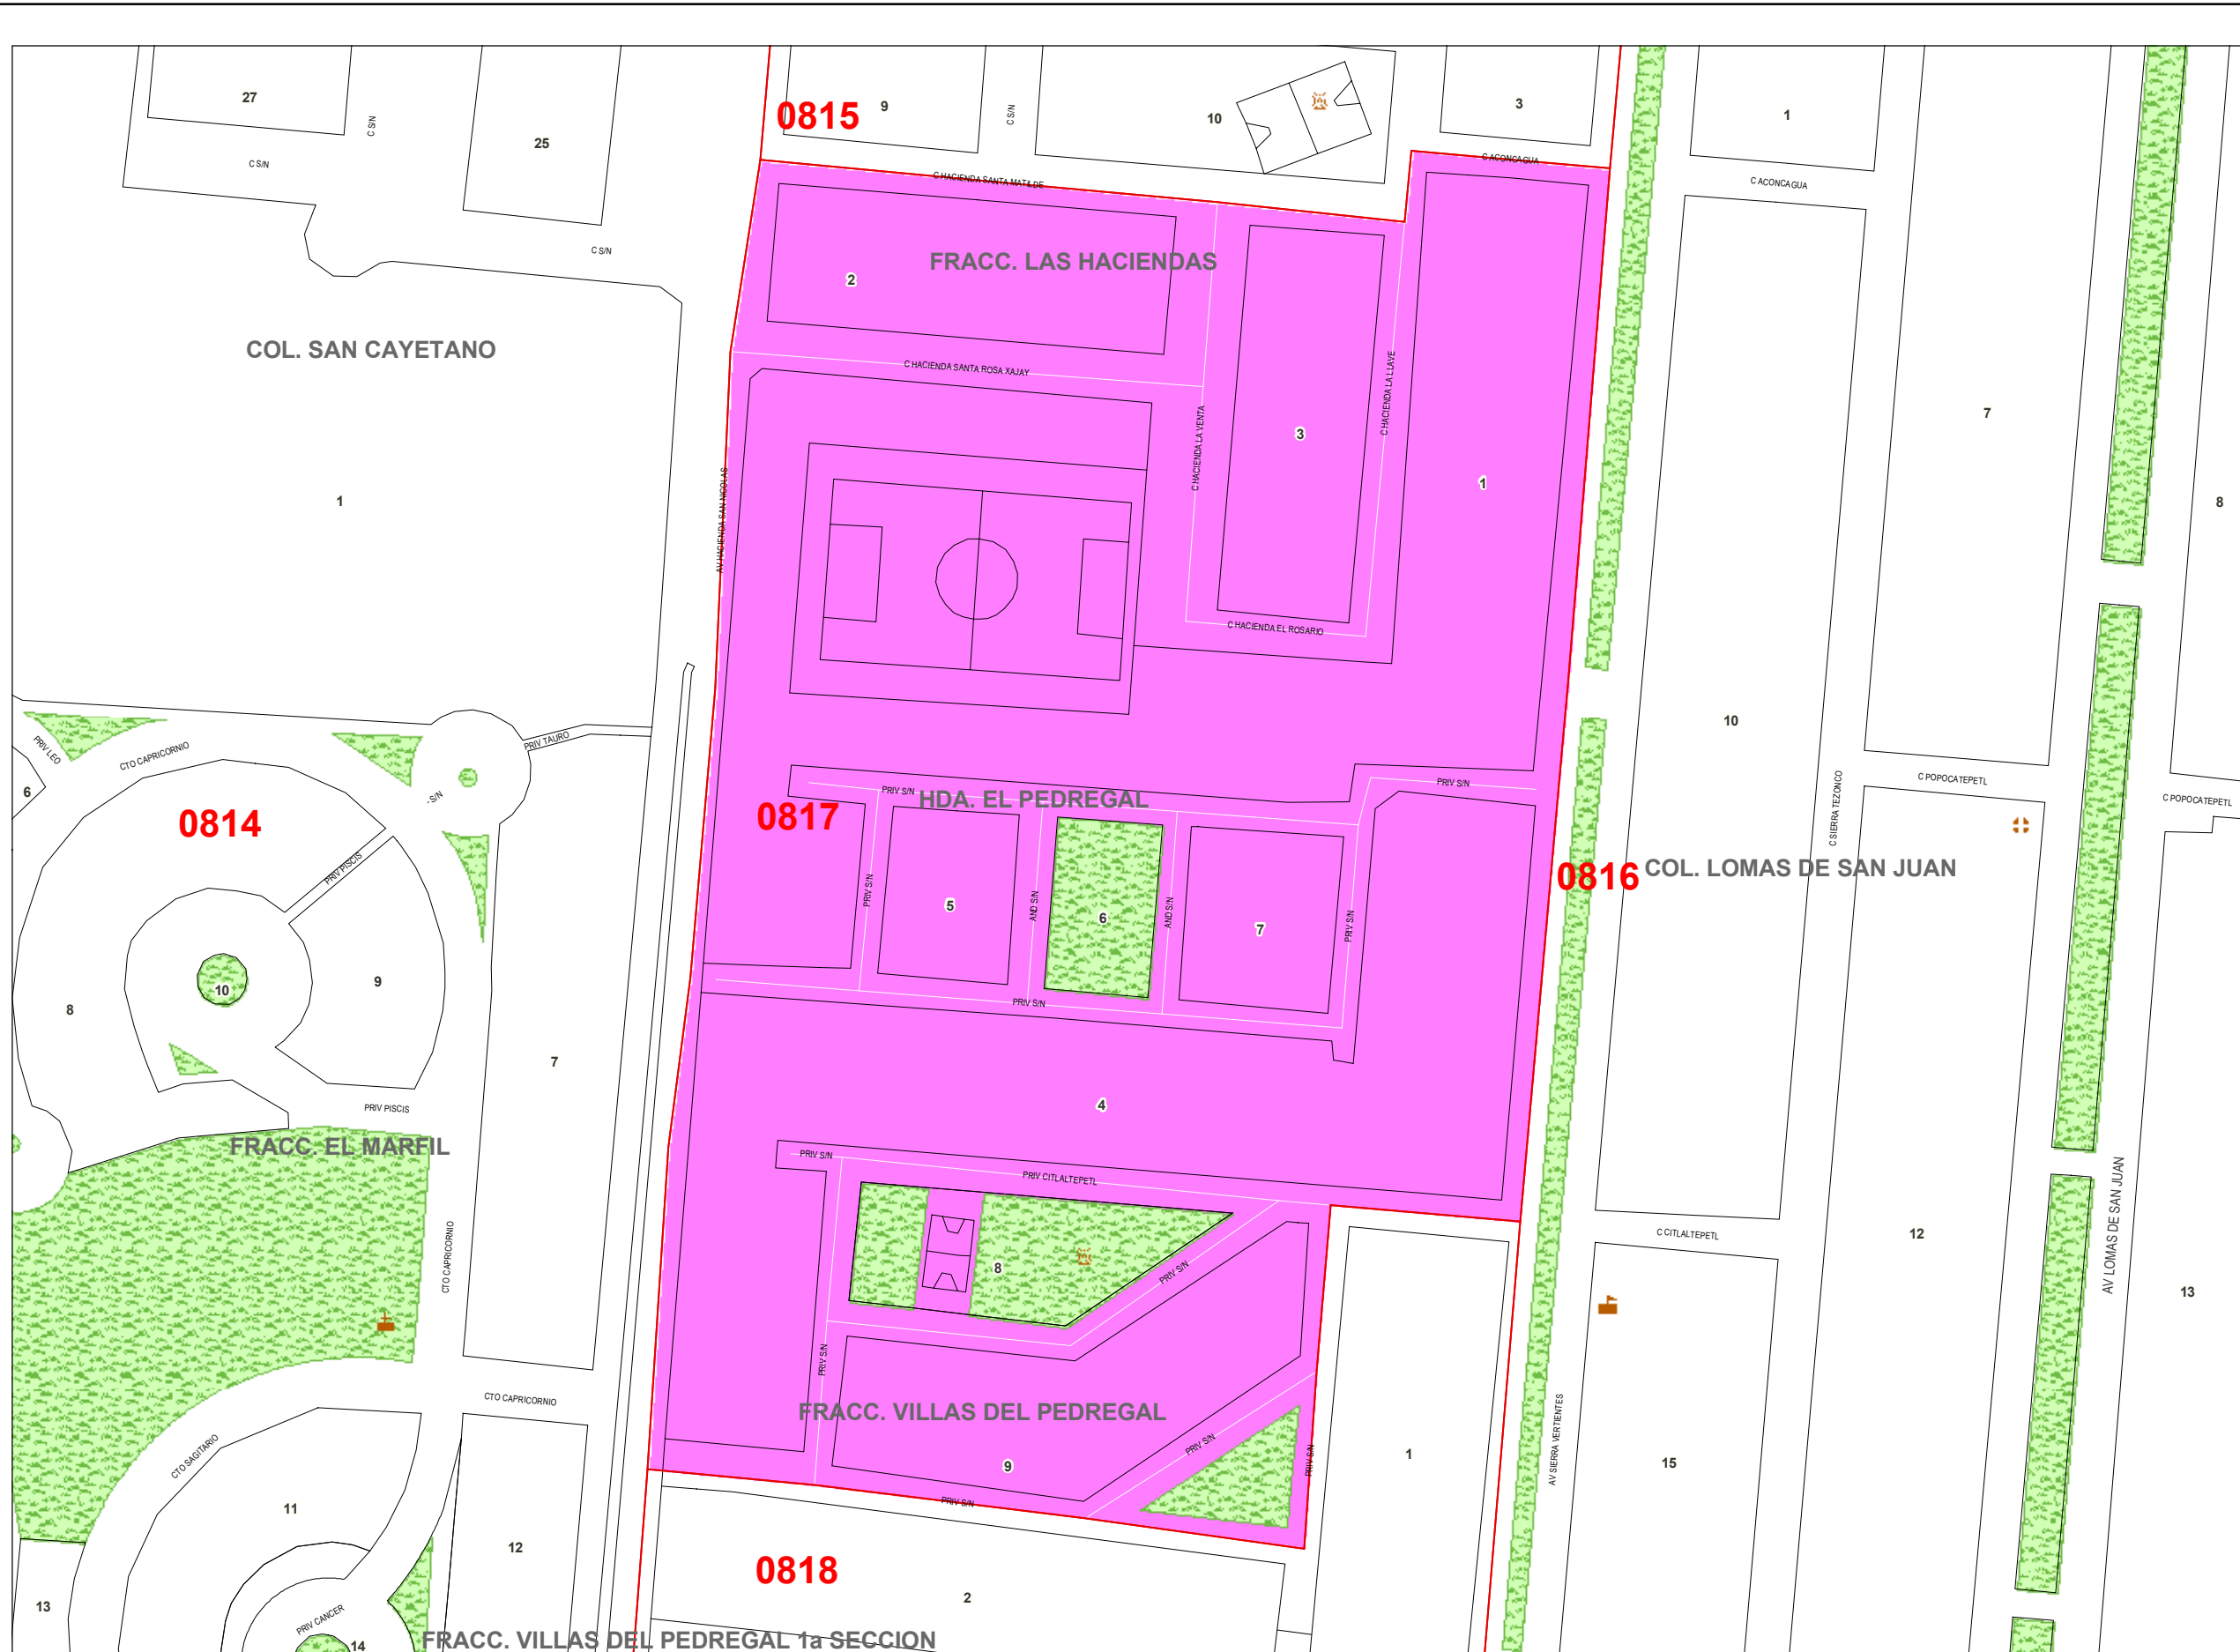 27
C S/N
25
C S/N
C S/N
0815
9
C S/N
10
3
1
C ACONCAGUA
C ACONCAGUA
C HACIENDA SANTA MATILDE
FRACC. LAS HACIENDAS
2
COL. SAN CAYETANO
C HACIENDA SANTA ROSA XAJAY
C HACIENDA LA LLAVE
C HACIENDA LA VENTA
3
7
1
1
8
AV HACIENDA SAN NICOLAS
C HACIENDA EL ROSARIO
10
PRIV LEO
CTO CAPRICORNIO
PRIV TAURO
6
- S/N
0814
PRIV PISCIS
PRIV S/N
HDA. EL PEDREGAL
0817
PRIV S/N
C POPOCATEPETL
C POPOCATEPETL
C SIERRA TEZONCO
0816
COL. LOMAS DE SAN JUAN
PRIV S/N
5
AND S/N
6
AND S/N
7
PRIV S/N
PRIV S/N
8
10
9
7
PRIV PISCIS
FRACC. EL MARFIL
4
PRIV S/N
PRIV CITLALTEPETL
CTO CAPRICORNIO
8
PRIV S/N
PRIV S/N
C CITLALTEPETL
12
AV LOMAS DE SAN JUAN
13
CTO CAPRICORNIO
FRACC. VILLAS DEL PEDREGAL
PRIV S/N
PRIV S/N
9
PRIV S/N
1
AV SIERRA VERTIENTES
15
CTO SAGITARIO
11
12
0818
2
13
PRIV CANCER
14
FRACC. VILLAS DEL PEDREGAL 1a SECCION